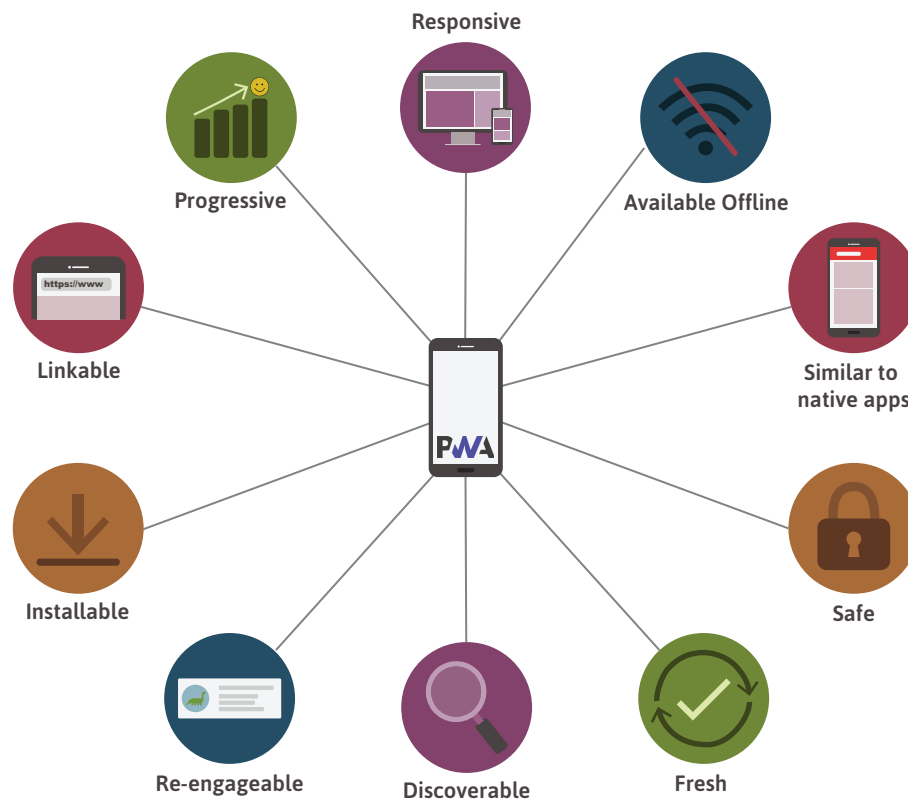 Responsive
Progressive
Available Offline
https://www
Linkable
Similar to
native apps
PWA
Installable
Safe
Re-engageable
Discoverable
Fresh